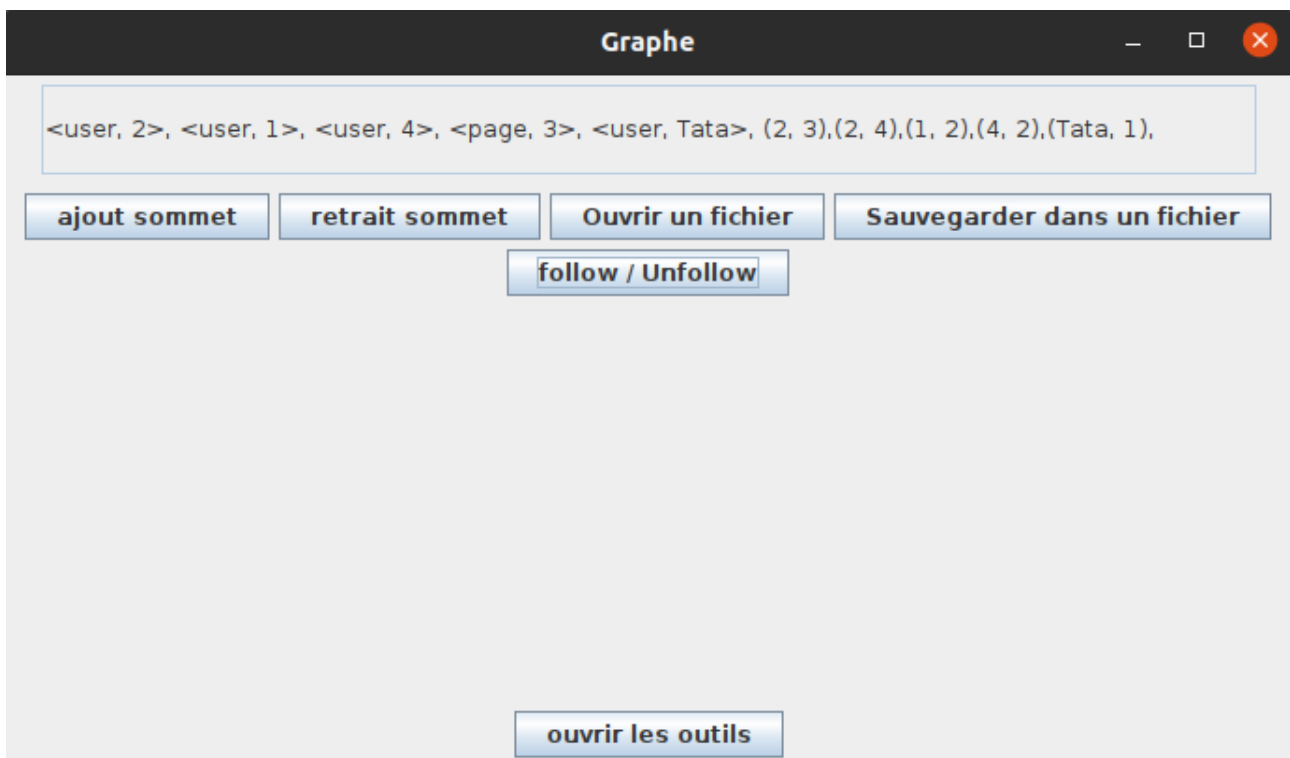 Graphe
<user, 2>, <user, 1>, <user, 4>, <page, 3>, <user, Tata>, (2, 3),(2, 4),(1, 2),(4, 2),(Tata, 1),
ajout sommet retrait sommet Ouvrir un fichier Sauvegarder dans un fichier
follow / Unfollow
ouvrir les outils